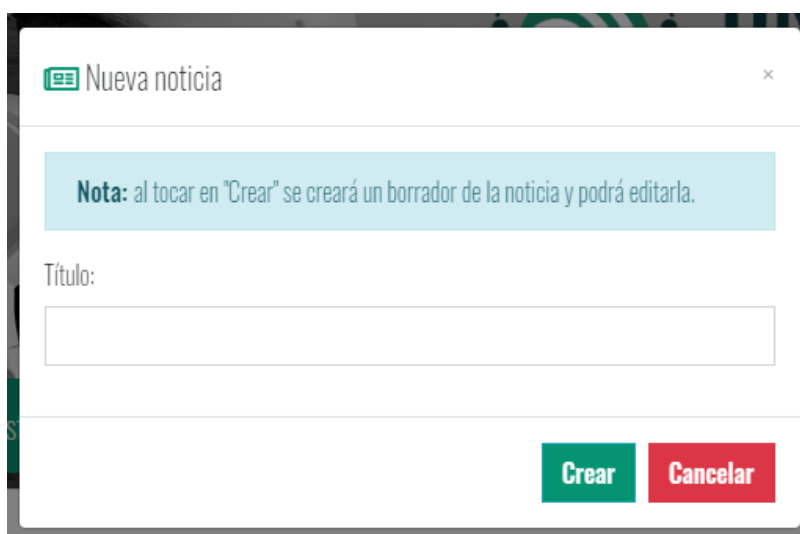 Nueva noticia
×
Nota: al tocar en "Crear" se creará un borrador de la noticia y podrá editarla.
Título:
Crear
Cancelar